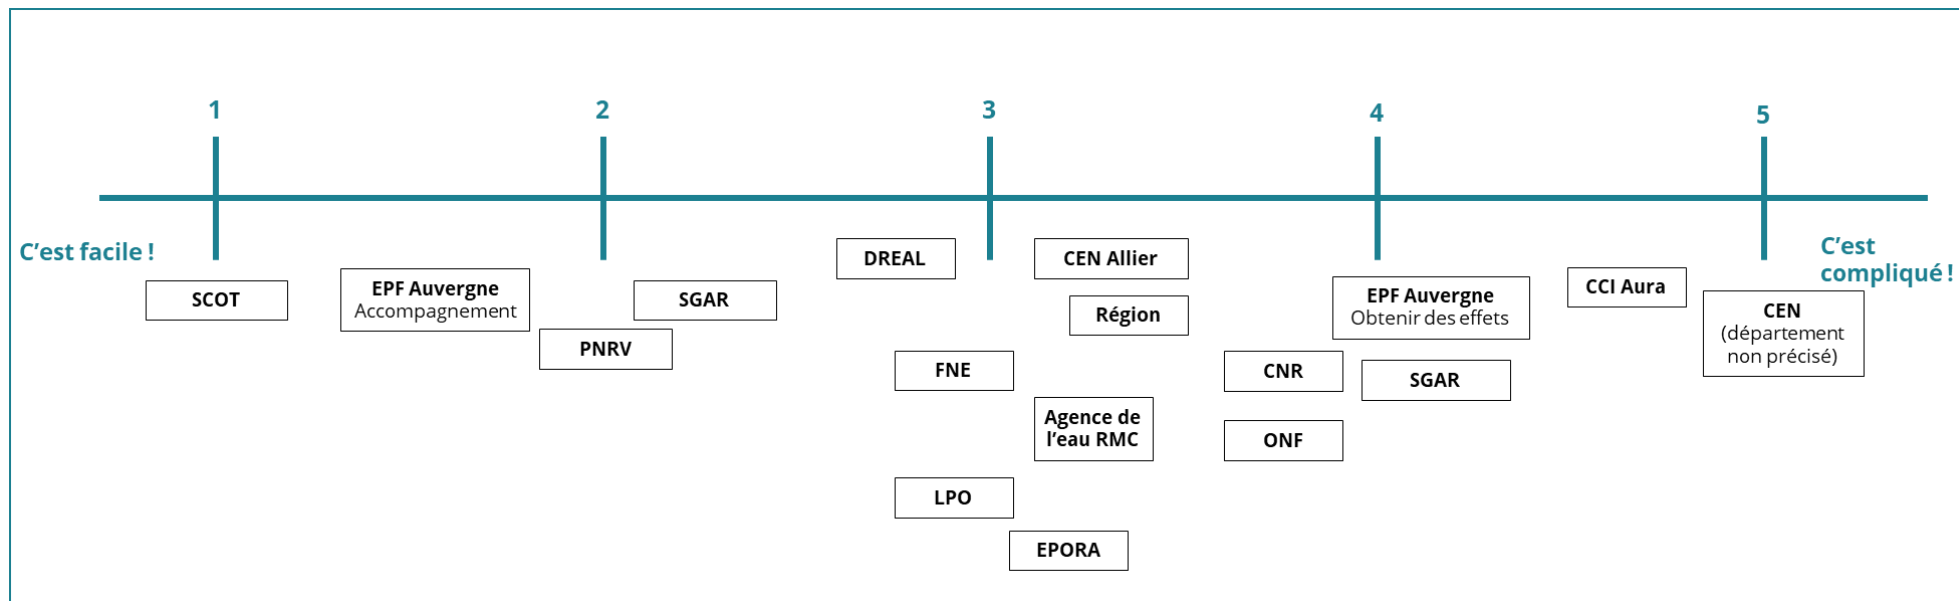 1
2
3
4
5
C’est facile !
C’est
compliqué !
SCOT
EPF Auvergne
Accompagnement
PNRV
SGAR
DREAL
FNE
LPO
EPORA
CEN Allier
Région
Agence de
l’eau RMC
CNR
ONF
EPF Auvergne
Obtenir des effets
SGAR
CCI Aura
CEN
(département
non précisé)